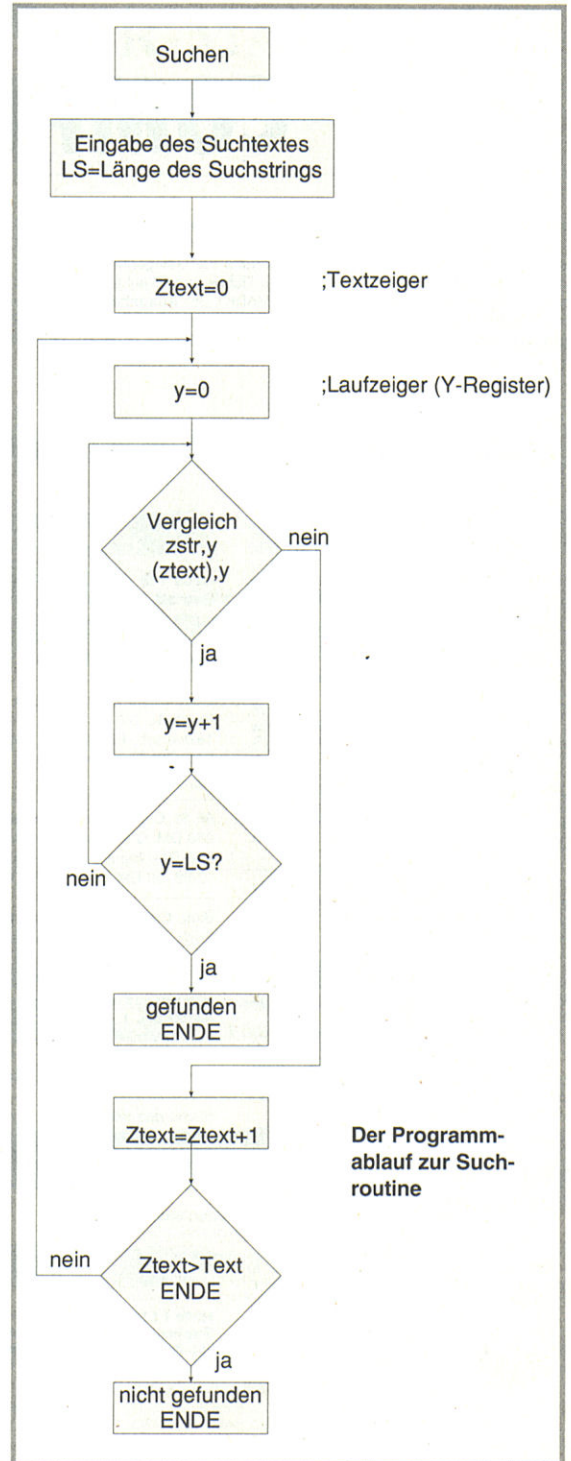 Suchen
Eingabe des Suchtextes
LS=Länge des Suchstrings
Ztext=0
;Textzeiger
y=0
;Laufzeiger (Y-Register)
Vergleich
zstr,y
(ztext),y
nein
ja
y=y+1
y=LS?
nein
ja
gefunden
ENDE
Ztext=Ztext+1
Der Programm-
ablauf zur Such-
routine
Ztext>Text
ENDE
nein
ja
nicht gefunden
ENDE